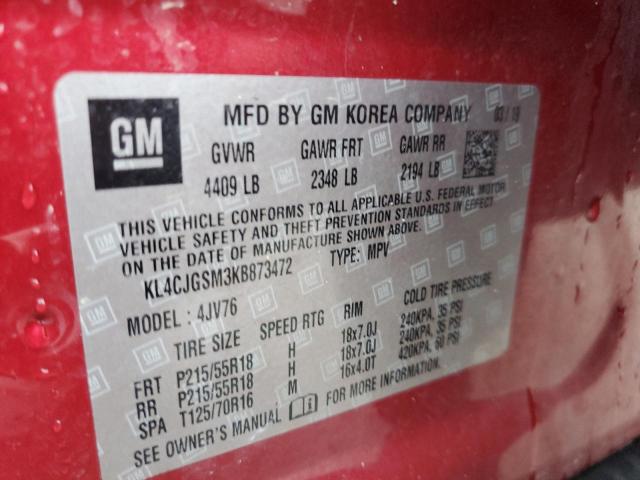 GM
MFD BY GM KOREA COMPANY 03/19
GVWR GAWR FRT GAWR RR
4409 LB 2348 LB 2194 LB
THIS VEHICLE CONFORMS TO ALL APPLICABLE U.S. FEDERAL MOTOR
VEHICLE SAFETY AND THEFT PREVENTION STANDARDS IN EFFECT
ON THE DATE OF MANUFACTURE SHOWN ABOVE.
KL4CJGSM3KB873472 TYPE: MPV
MODEL: 4JV76
TIRE SIZE SPEED RTG RIM COLD TIRE PRESSURE
FRT P215/55R18 H 18x7.0J 240KPA, 35 PSI
RR P215/55R18 H 18x7.0J 240KPA, 35 PSI
SPA T125/70R16 M 16x4.0T 420KPA, 60 PSI
SEE OWNER'S MANUAL FOR MORE INFORMATION.